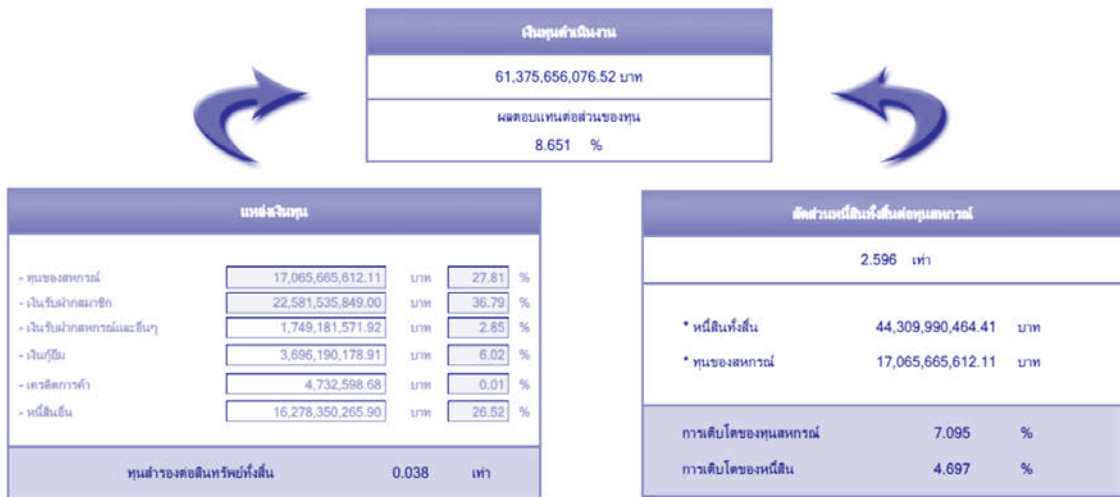 เงินทุนดำเนินงาน
61,375,656,076.52 บาท
ผลตอบแทนต่อส่วนของทุน
8.651 %
แหล่งเงินทุน
- ทุนของสหกรณ์ 17,065,665,612.11 บาท 27.81 %
- เงินรับฝากสมาชิก 22,581,535,849.00 บาท 36.79 %
- เงินรับฝากสหกรณ์และอื่นๆ 1,749,181,571.92 บาท 2.85 %
- เงินกู้ยืม 3,696,190,178.91 บาท 6.02 %
- เครดิตการค้า 4,732,598.68 บาท 0.01 %
- หนี้สินอื่น 16,278,350,265.90 บาท 26.52 %
ทุนสำรองต่อสินทรัพย์ทั้งสิ้น 0.038 เท่า
สัดส่วนหนี้สินทั้งสิ้นต่อทุนสหกรณ์
2.596 เท่า
* หนี้สินทั้งสิ้น 44,309,990,464.41 บาท
* ทุนของสหกรณ์ 17,065,665,612.11 บาท
การเติบโตของทุนสหกรณ์ 7.095 %
การเติบโตของหนี้สิน 4.697 %